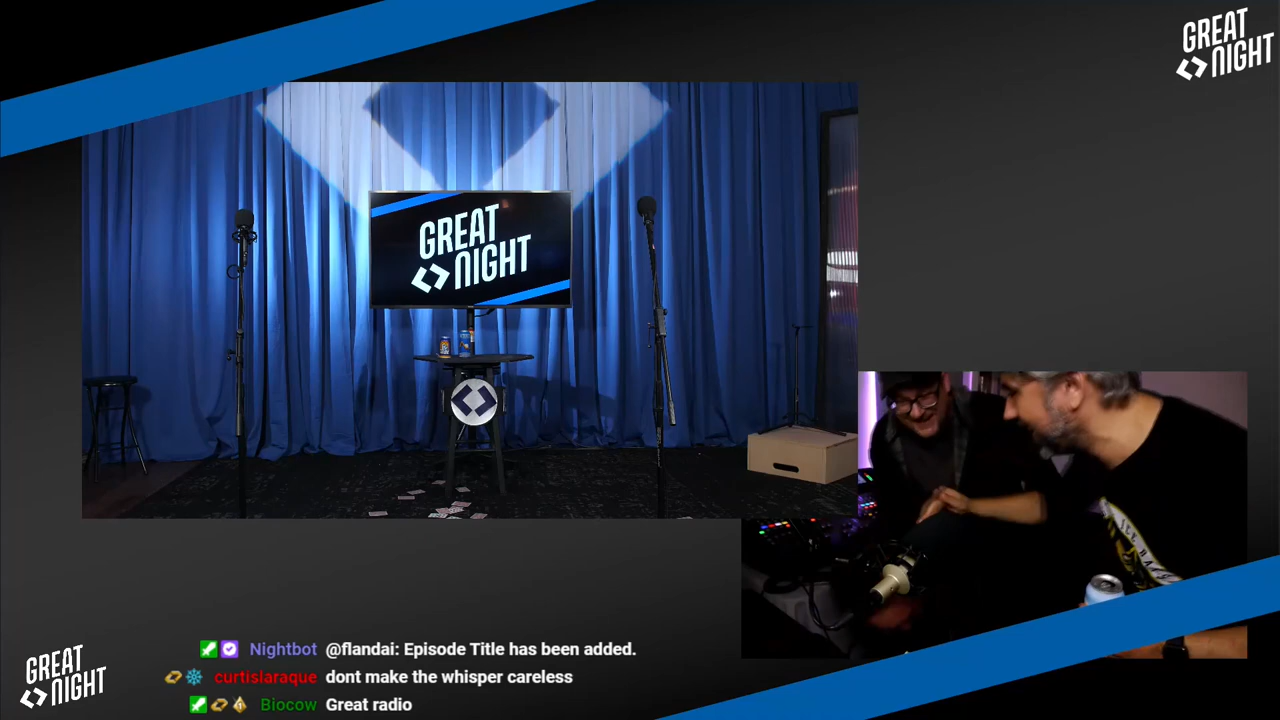 GREAT
NIGHT
GREAT
NIGHT
GREAT
NIGHT
Nightbot @flandai: Episode Title has been added.
curtislaraque dont make the whisper careless
Biocow Great radio